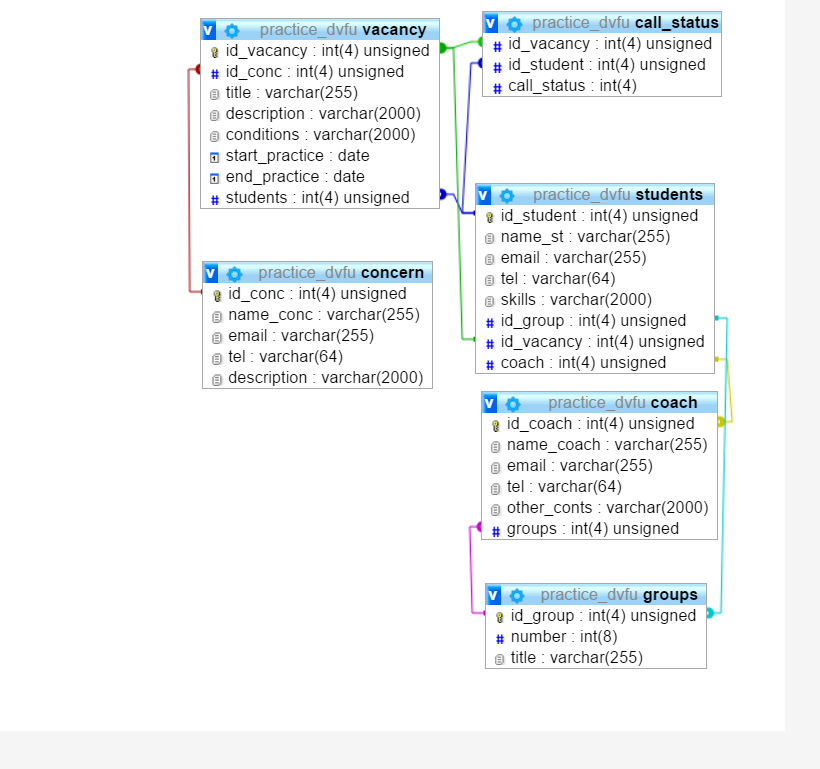 practice_dvfu vacancy
id_vacancy : int(4) unsigned
id_conc : int(4) unsigned
title : varchar(255)
description : varchar(2000)
conditions : varchar(2000)
start_practice : date
end_practice : date
students : int(4) unsigned
practice_dvfu concern
id_conc : int(4) unsigned
name_conc : varchar(255)
email : varchar(255)
tel : varchar(64)
description : varchar(2000)
practice_dvfu call_status
id_vacancy : int(4) unsigned
id_student : int(4) unsigned
call_status : int(4)
practice_dvfu students
id_student : int(4) unsigned
name_st : varchar(255)
email : varchar(255)
tel : varchar(64)
skills : varchar(2000)
id_group : int(4) unsigned
id_vacancy : int(4) unsigned
coach : int(4) unsigned
practice_dvfu coach
id_coach : int(4) unsigned
name_coach : varchar(255)
email : varchar(255)
tel : varchar(64)
other_conts : varchar(2000)
groups : int(4) unsigned
practice_dvfu groups
id_group : int(4) unsigned
number : int(8)
title : varchar(255)